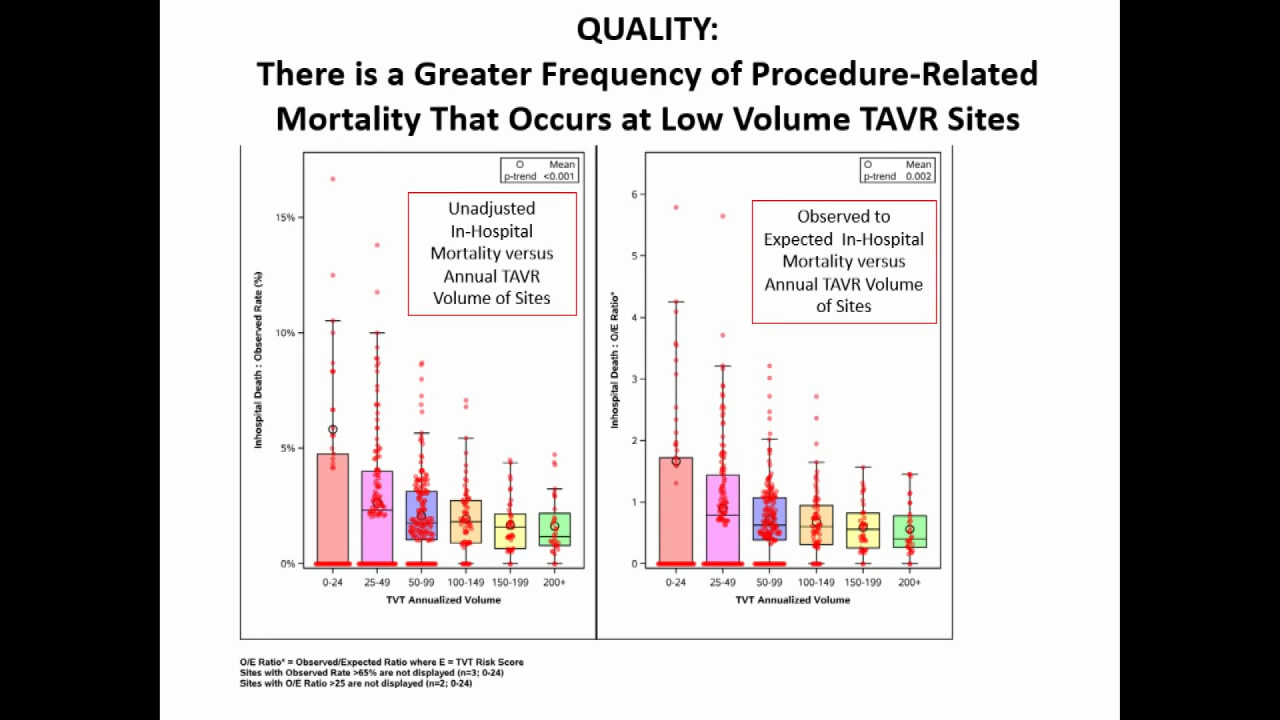 QUALITY:
There is a Greater Frequency of Procedure-Related
Mortality That Occurs at Low Volume TAVR Sites
Mean
p-trend <0.001
Unadjusted
In-Hospital
Mortality versus
Annual TAVR
Volume of Sites
Inhospital Death : Observed Rate (%)
15%
10%
5%
0%
0-24 25-49 50-99 100-149 150-199 200+
TVT Annualized Volume
Mean
p-trend 0.002
Observed to
Expected In-Hospital
Mortality versus
Annual TAVR Volume
of Sites
Inhospital Death : O/E Ratio*
6
5
4
3
2
1
0
0-24 25-49 50-99 100-149 150-199 200+
TVT Annualized Volume
O/E Ratio* = Observed/Expected Ratio where E = TVT Risk Score
Sites with Observed Rate >65% are not displayed (n=3; 0-24)
Sites with O/E Ratio >25 are not displayed (n=2; 0-24)